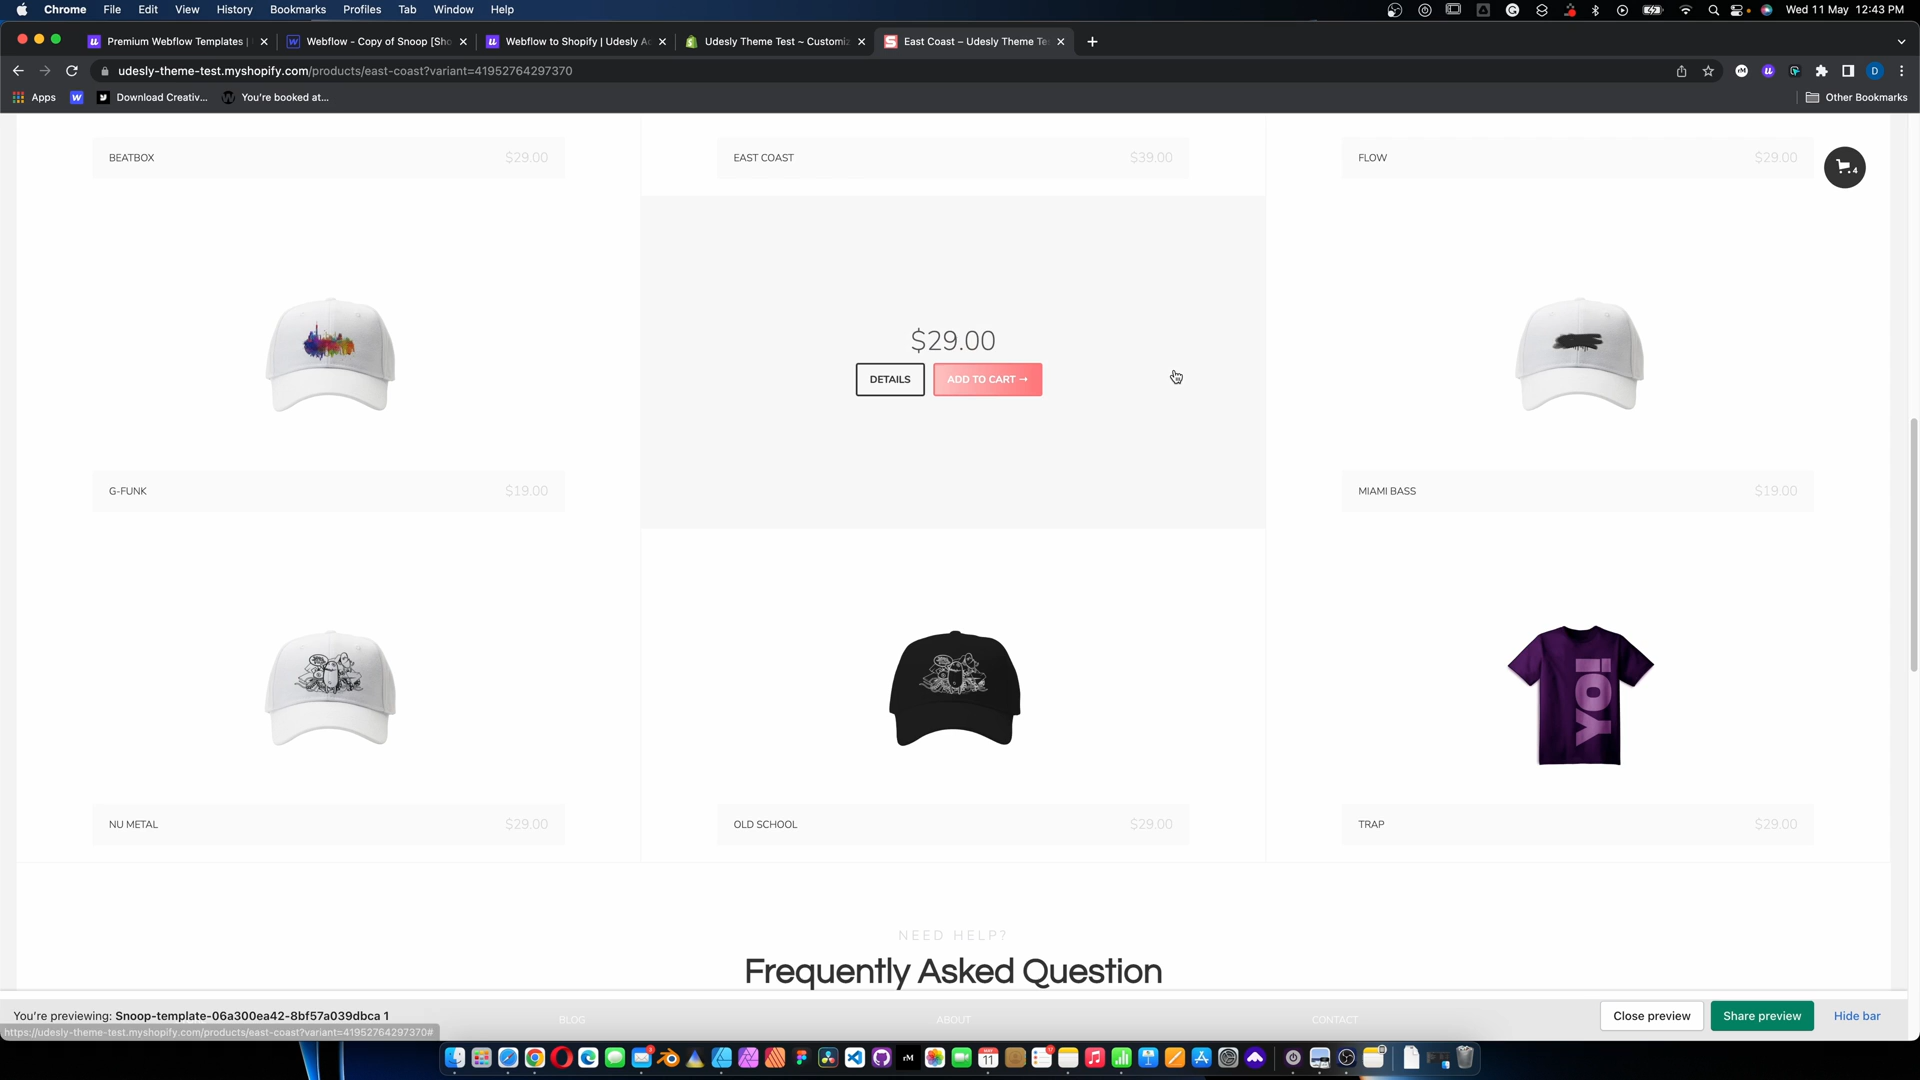 Chrome File Edit View History Bookmarks Profiles Tab Window Help Wed 11 May 12:43 PM
Premium Webflow Templates | Webflow - Copy of Snoop [Sho Webflow to Shopify | Udesly Ad Udesly Theme Test ~ Customiz East Coast – Udesly Theme Te
udesly-theme-test.myshopify.com/products/east-coast?variant=41952764297370
Apps Download Creativ... You're booked at... Other Bookmarks
BEATBOX $29.00 EAST COAST $39.00 FLOW $29.00
4
$29.00
DETAILS ADD TO CART →
G-FUNK $19.00 MIAMI BASS $19.00
YO!
NU METAL $29.00 OLD SCHOOL $29.00 TRAP $29.00
NEED HELP?
Frequently Asked Question
You're previewing: Snoop-template-06a300ea42-8bf57a039dbca 1 BLOG ABOUT CONTACT Close preview Share preview Hide bar
https://udesly-theme-test.myshopify.com/products/east-coast?variant=41952764297370#